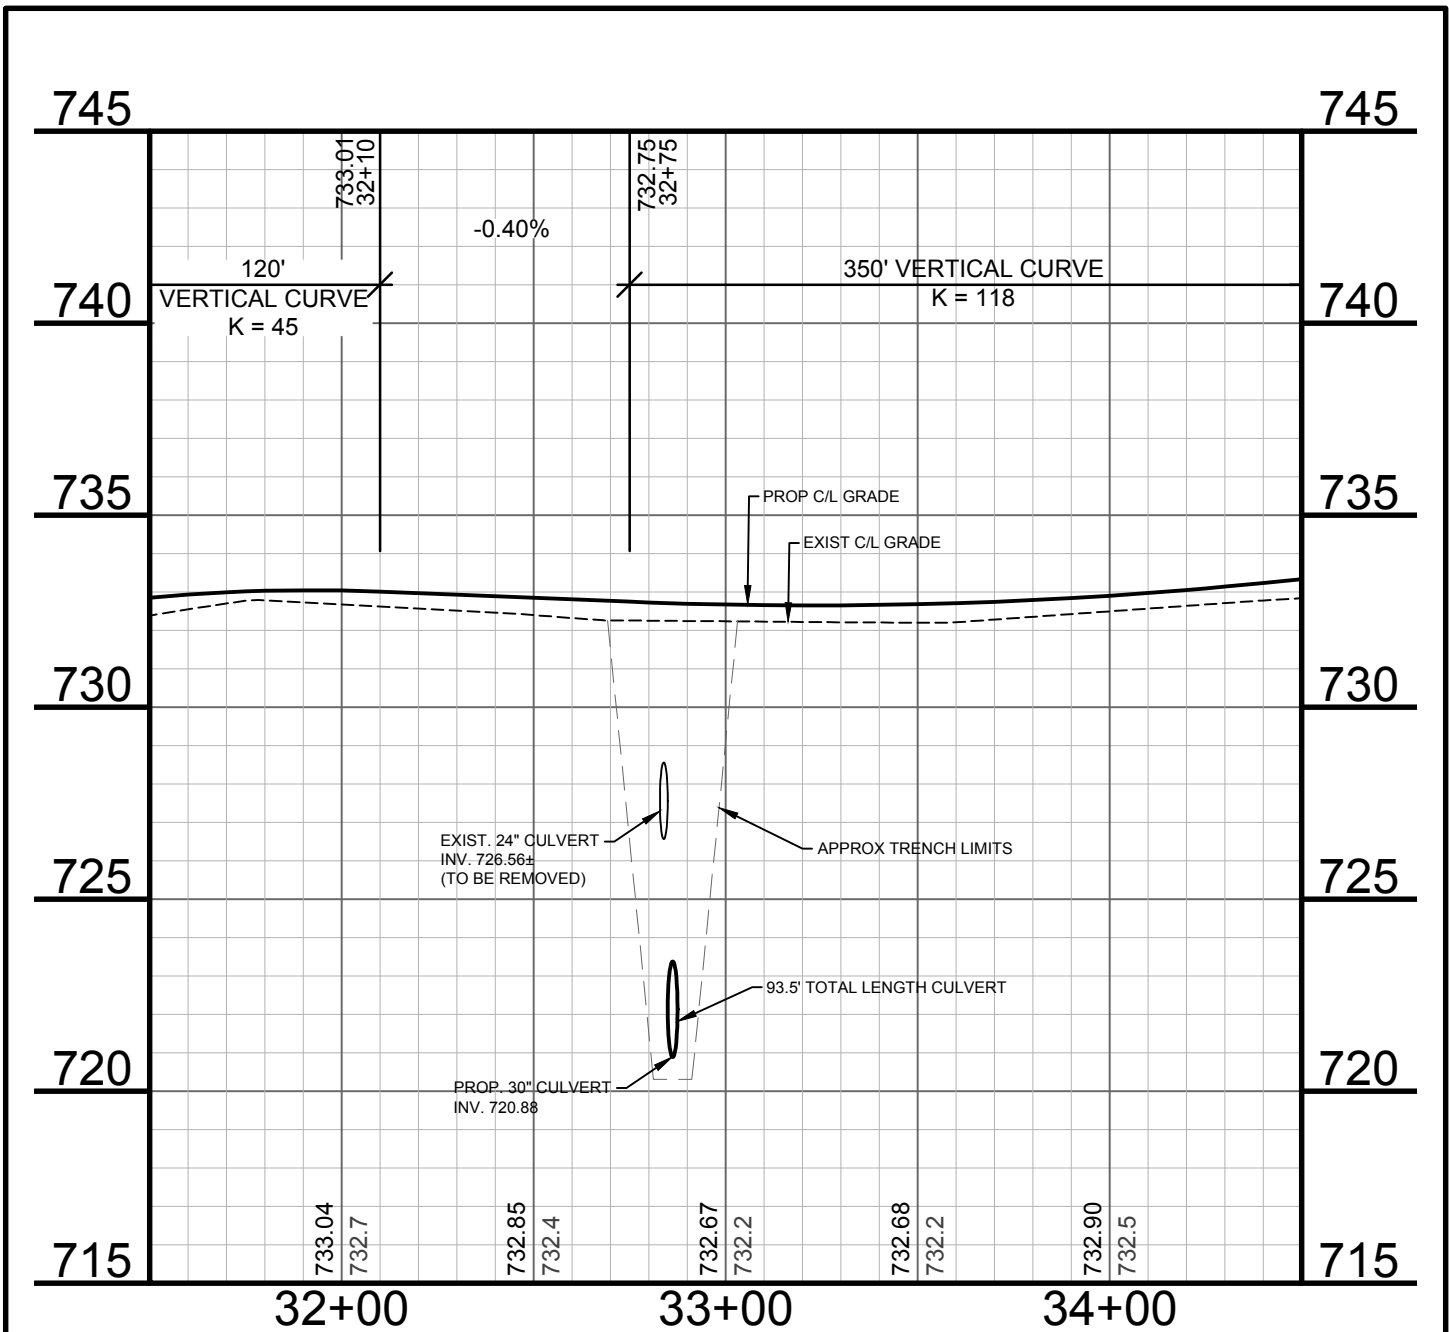 745
745
733.01
32+10
732.75
32+75
-0.40%
120'
VERTICAL CURVE
K = 45
350' VERTICAL CURVE
K = 118
740
740
735
735
PROP C/L GRADE
EXIST C/L GRADE
730
730
EXIST. 24" CULVERT
INV. 726.56±
(TO BE REMOVED)
APPROX TRENCH LIMITS
725
725
93.5' TOTAL LENGTH CULVERT
720
720
PROP. 30" CULVERT
INV. 720.88
733.04
732.7
732.85
732.4
732.67
732.2
732.68
732.2
732.90
732.5
715
715
32+00
33+00
34+00